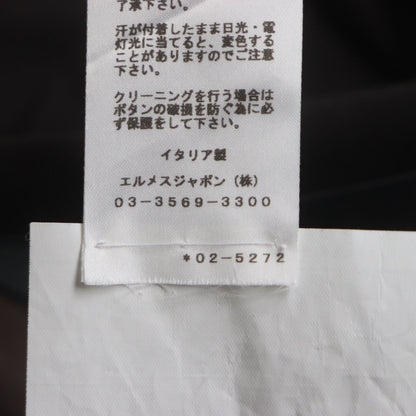 了承下さい。
汗が付着したまま日光・電
灯光に当てると、変色する
ことがありますのでご注意
下さい。
クリーニングを行う場合は
ボタンの破損を防ぐ為に必
ず保護をして下さい。
イタリア製
エルメスジャポン(株)
03-3569-3300
*02-5272